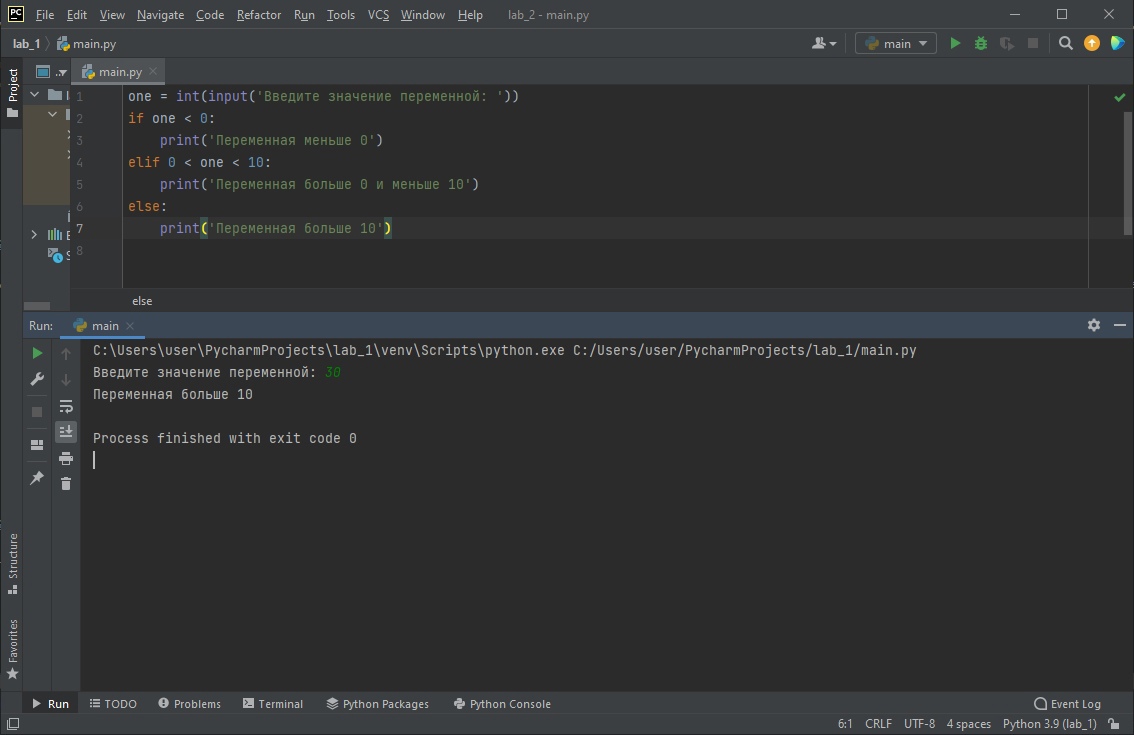 PC File Edit View Navigate Code Refactor Run Tools VCS Window Help lab_2 - main.py
lab_1 main.py main
Project
.. main.py
1 one = int(input('Введите значение переменной: '))
2 if one < 0:
3 print('Переменная меньше 0')
4 elif 0 < one < 10:
5 print('Переменная больше 0 и меньше 10')
6 else:
7 print('Переменная больше 10')
8
else
Run: main
C:\Users\user\PycharmProjects\lab_1\venv\Scripts\python.exe C:/Users/user/PycharmProjects/lab_1/main.py
Введите значение переменной: 30
Переменная больше 10
Process finished with exit code 0
Structure
Favorites
Run TODO Problems Terminal Python Packages Python Console Event Log
6:1 CRLF UTF-8 4 spaces Python 3.9 (lab_1)